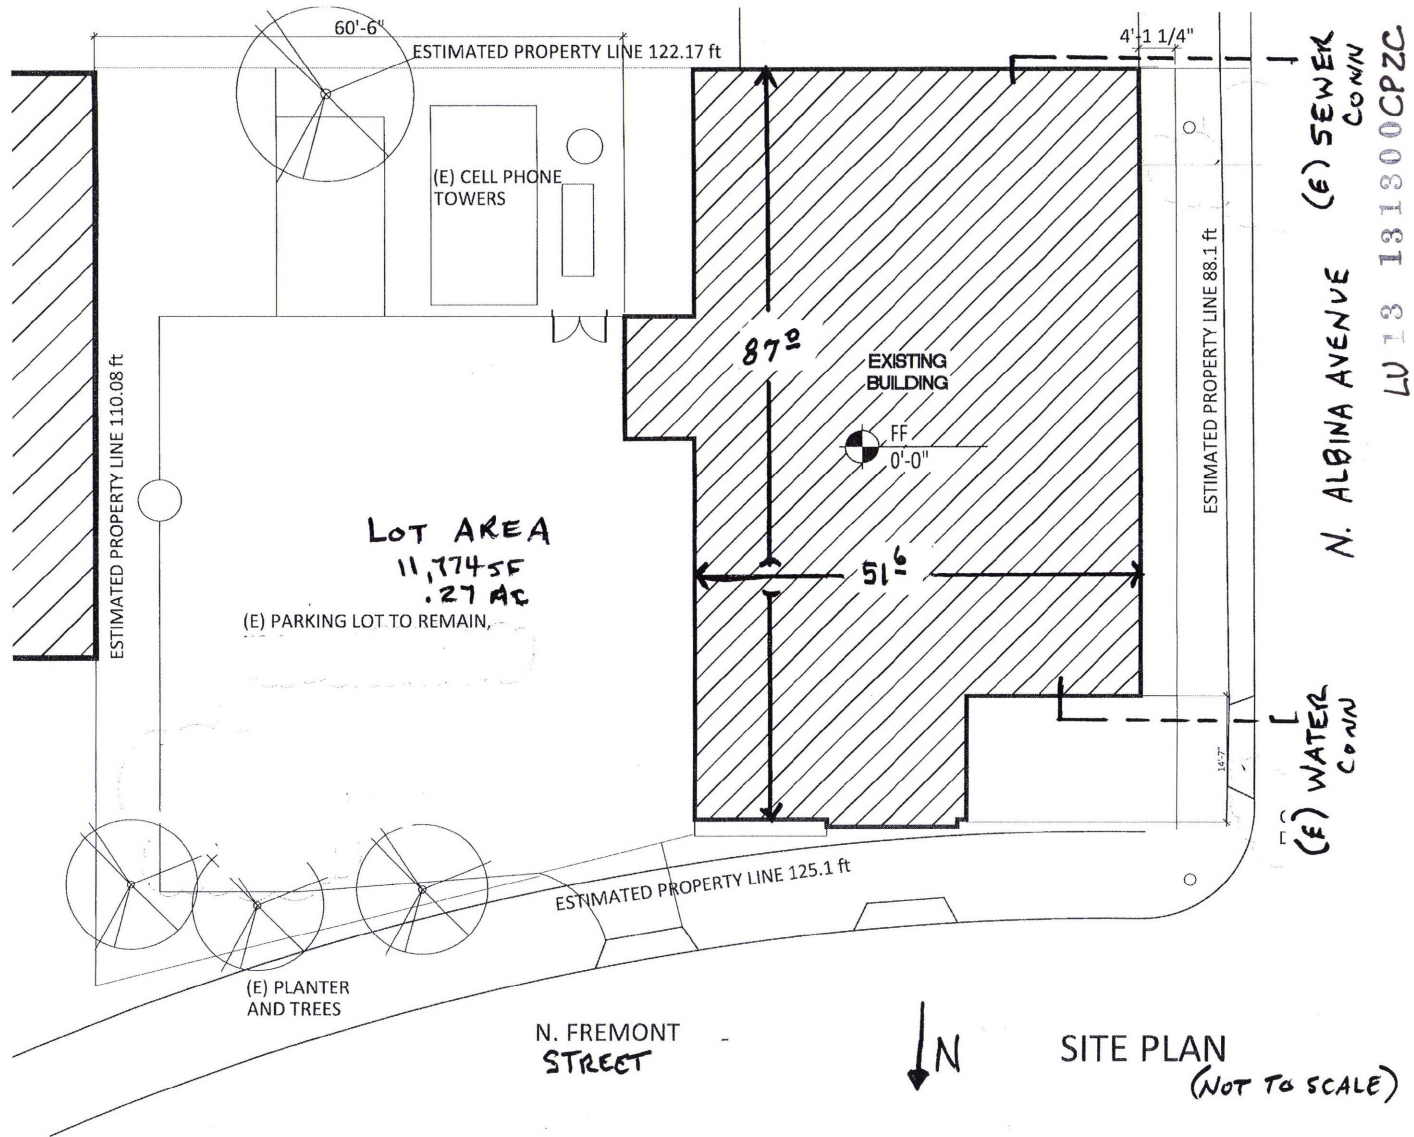 60'-6"
ESTIMATED PROPERTY LINE 122.17 ft
4'-1 1/4"
(E) SEWER
CONN
LU 13 131300CPZC
(E) CELL PHONE
TOWERS
ESTIMATED PROPERTY LINE 110.08 ft
87⁰
EXISTING
BUILDING
FF
0'-0"
ESTIMATED PROPERTY LINE 88.1 ft
N. ALBINA AVENUE
LOT AREA
11,774 SF
.27 AC
(E) PARKING LOT TO REMAIN,
51⁶
(E) WATER
CONN
14'-7"
ESTIMATED PROPERTY LINE 125.1 ft
(E) PLANTER
AND TREES
N. FREMONT
STREET
N
SITE PLAN
(NOT TO SCALE)